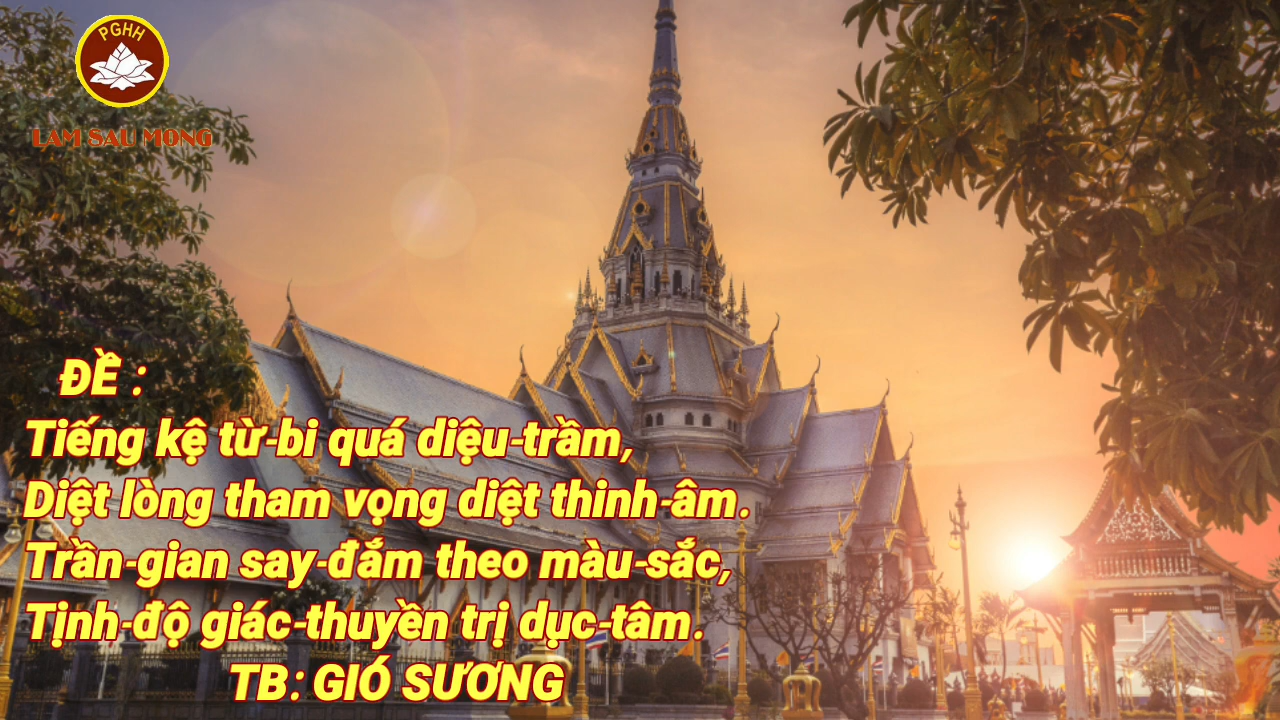 PGHH
LAM SAU MONG
ĐỀ :
Tiếng kệ từ-bi quá diệu-trầm,
Diệt lòng tham vọng diệt thinh-âm.
Trần-gian say-đắm theo màu-sắc,
Tịnh-độ giác-thuyền trị dục-tâm.
TB: GIÓ SƯƠNG